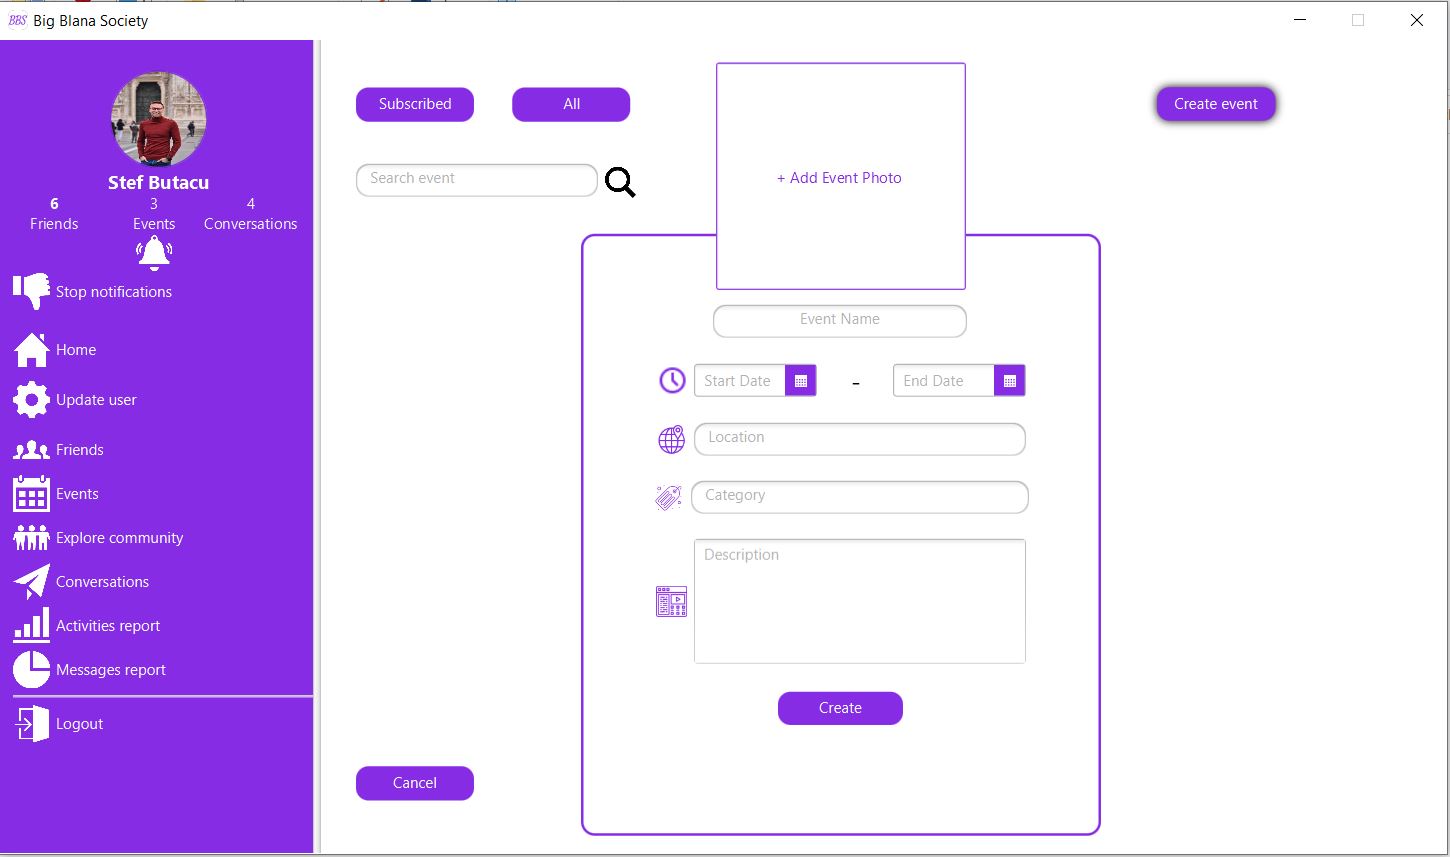 BBS Big Blana Society
Stef Butacu
6 3 4
Friends Events Conversations
Stop notifications
Home
Update user
Friends
Events
Explore community
Conversations
Activities report
Messages report
Logout
Subscribed All Create event
Search event
+ Add Event Photo
Event Name
Start Date - End Date
Location
Category
Description
Create
Cancel